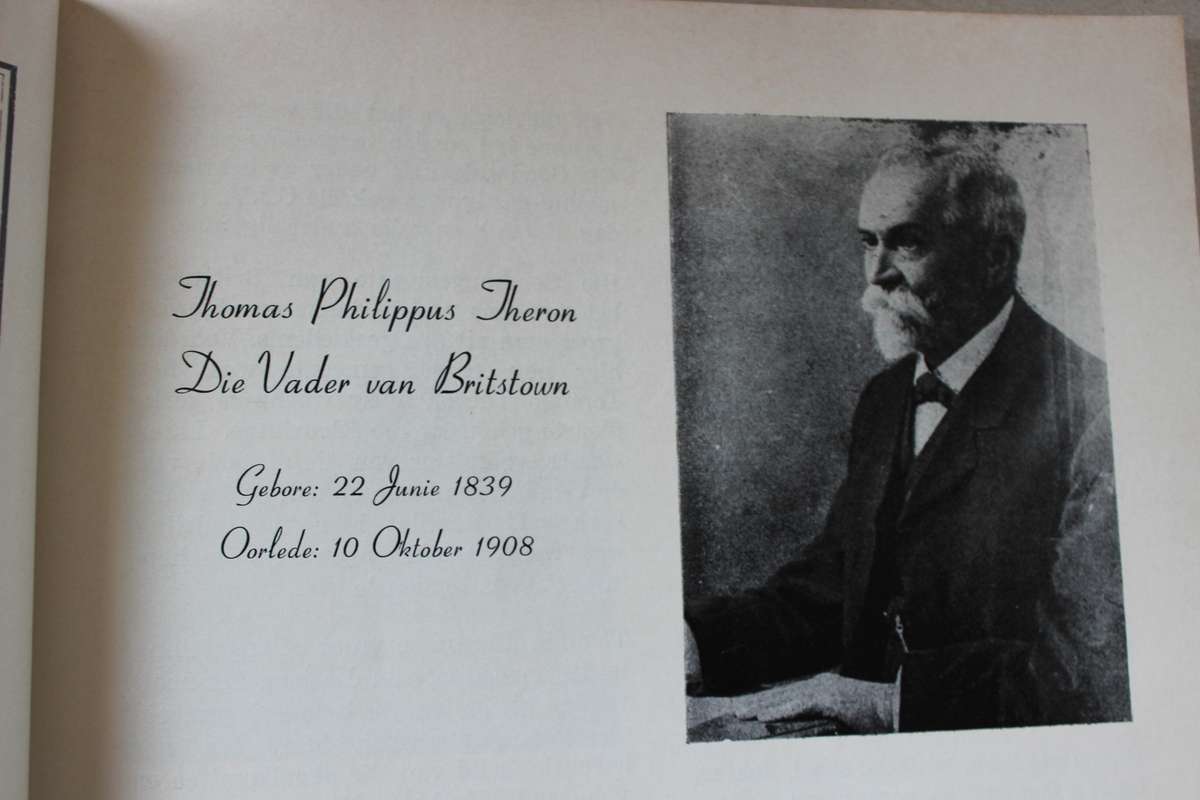 Thomas Philippus Theron
Die Vader van Britstown
Gebore: 22 Junie 1839
Oorlede: 10 Oktober 1908